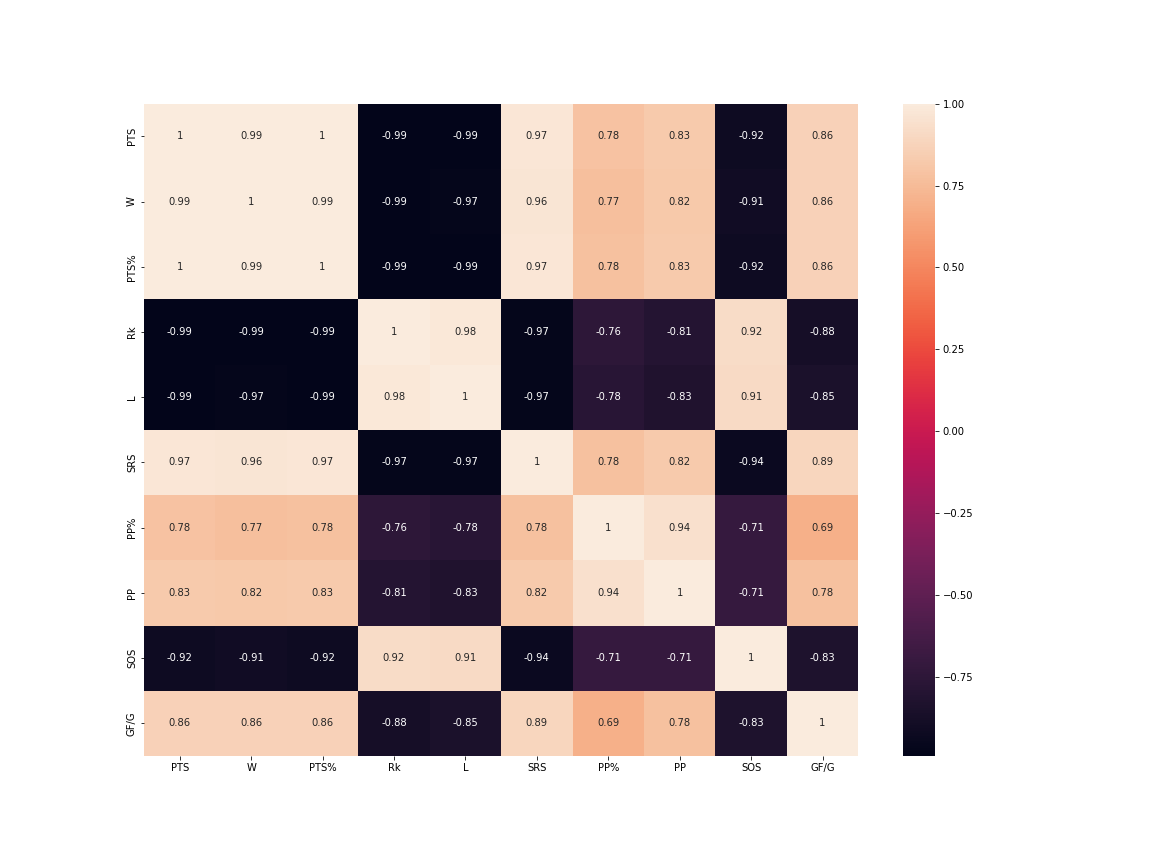 PTS 1 0.99 1 -0.99 -0.99 0.97 0.78 0.83 -0.92 0.86
W 0.99 1 0.99 -0.99 -0.97 0.96 0.77 0.82 -0.91 0.86
PTS% 1 0.99 1 -0.99 -0.99 0.97 0.78 0.83 -0.92 0.86
Rk -0.99 -0.99 -0.99 1 0.98 -0.97 -0.76 -0.81 0.92 -0.88
L -0.99 -0.97 -0.99 0.98 1 -0.97 -0.78 -0.83 0.91 -0.85
SRS 0.97 0.96 0.97 -0.97 -0.97 1 0.78 0.82 -0.94 0.89
PP% 0.78 0.77 0.78 -0.76 -0.78 0.78 1 0.94 -0.71 0.69
PP 0.83 0.82 0.83 -0.81 -0.83 0.82 0.94 1 -0.71 0.78
SOS -0.92 -0.91 -0.92 0.92 0.91 -0.94 -0.71 -0.71 1 -0.83
GF/G 0.86 0.86 0.86 -0.88 -0.85 0.89 0.69 0.78 -0.83 1
PTS W PTS% Rk L SRS PP% PP SOS GF/G
1.00
0.75
0.50
0.25
0.00
−0.25
−0.50
−0.75